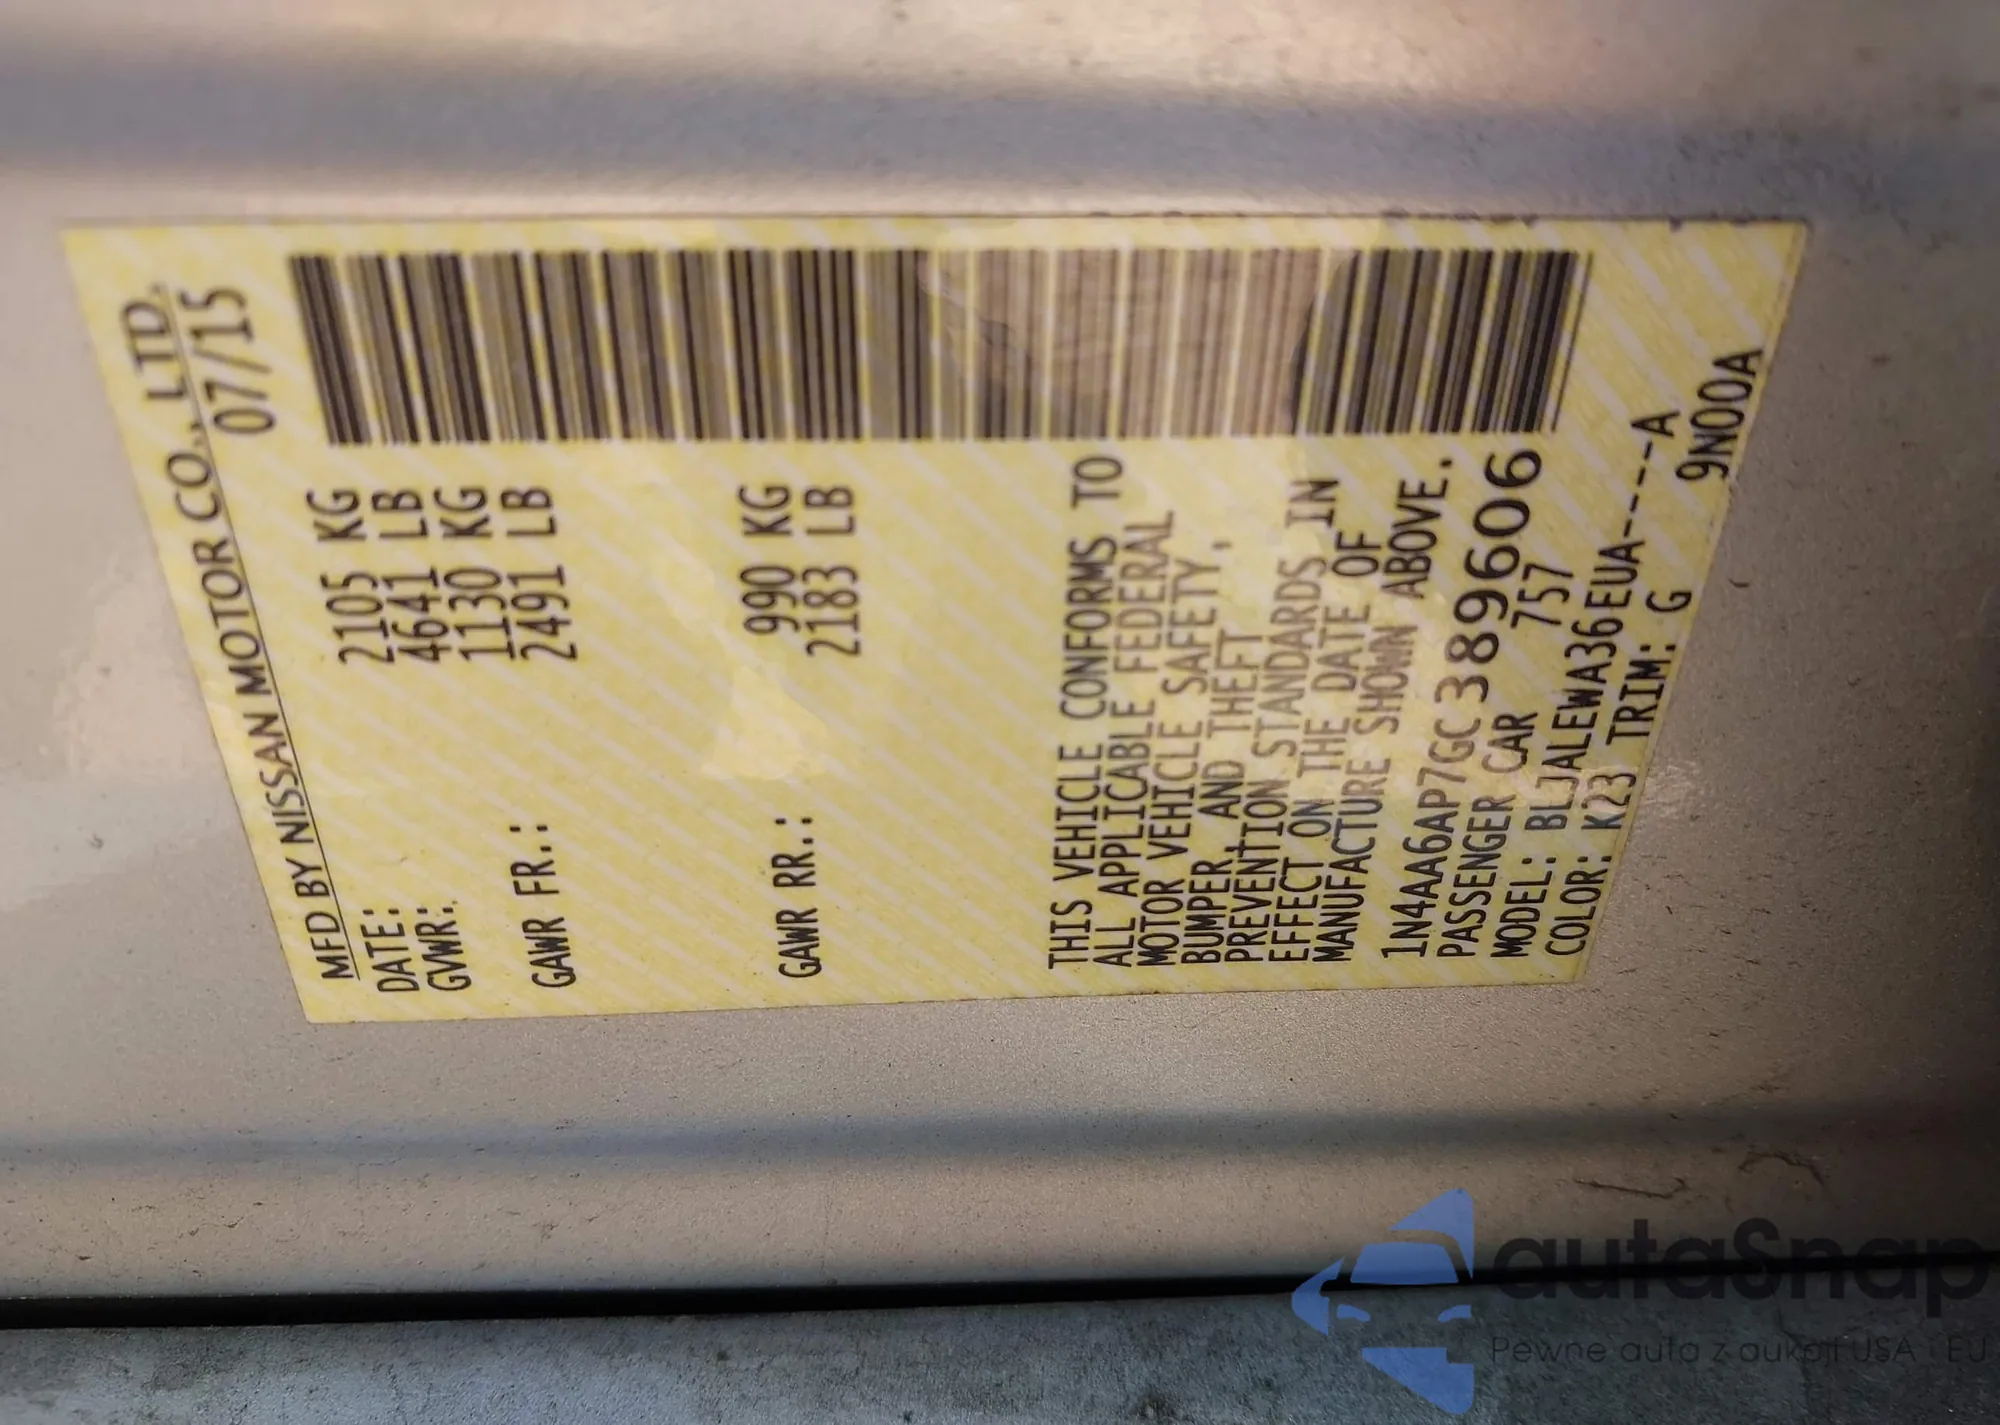 MFD BY NISSAN MOTOR CO., LTD.
DATE: 07/15
GVWR: 2105 KG
4641 LB
GAWR FR.: 1130 KG
2491 LB
GAWR RR.: 990 KG
2183 LB
THIS VEHICLE CONFORMS TO
ALL APPLICABLE FEDERAL
MOTOR VEHICLE SAFETY,
BUMPER, AND THEFT
PREVENTION STANDARDS IN
EFFECT ON THE DATE OF
MANUFACTURE SHOWN ABOVE.
1N4AA6AP7GC389606
PASSENGER CAR 757
MODEL: BLJALEWA36EUA-----A
COLOR: K23 TRIM: G
9N00A
autaSnap
Pewne auta z aukcji USA i EU